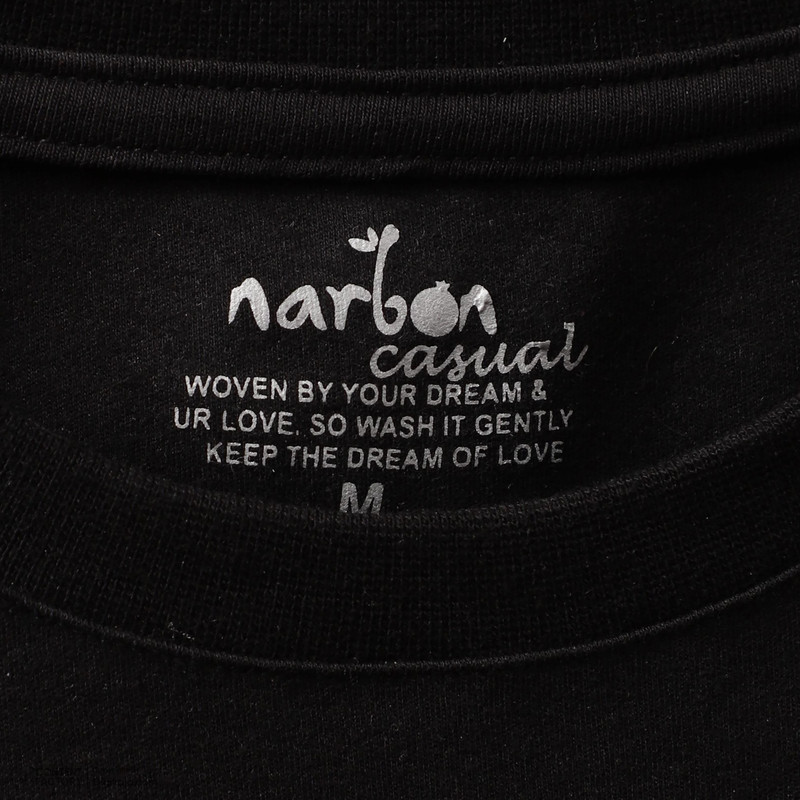 narbon
casual
WOVEN BY YOUR DREAM &
UR LOVE. SO WASH IT GENTLY
KEEP THE DREAM OF LOVE
M